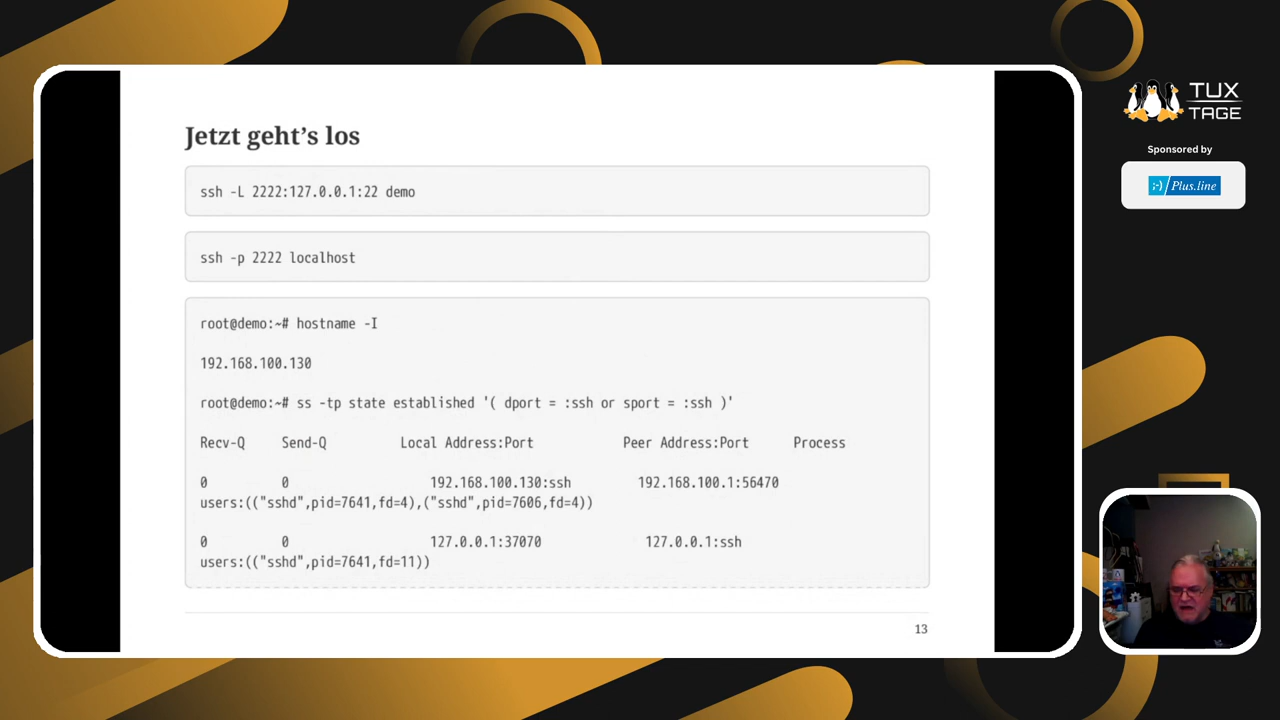 Jetzt geht’s los
ssh -L 2222:127.0.0.1:22 demo
ssh -p 2222 localhost
root@demo:~# hostname -I
192.168.100.130
root@demo:~# ss -tp state established '( dport = :ssh or sport = :ssh )'
Recv-Q Send-Q Local Address:Port Peer Address:Port Process
0 0 192.168.100.130:ssh 192.168.100.1:56470
users:(("sshd",pid=7641,fd=4),("sshd",pid=7606,fd=4))
0 0 127.0.0.1:37070 127.0.0.1:ssh
users:(("sshd",pid=7641,fd=11))
13
TUX
TAGE
Sponsored by
;-) Plus.line